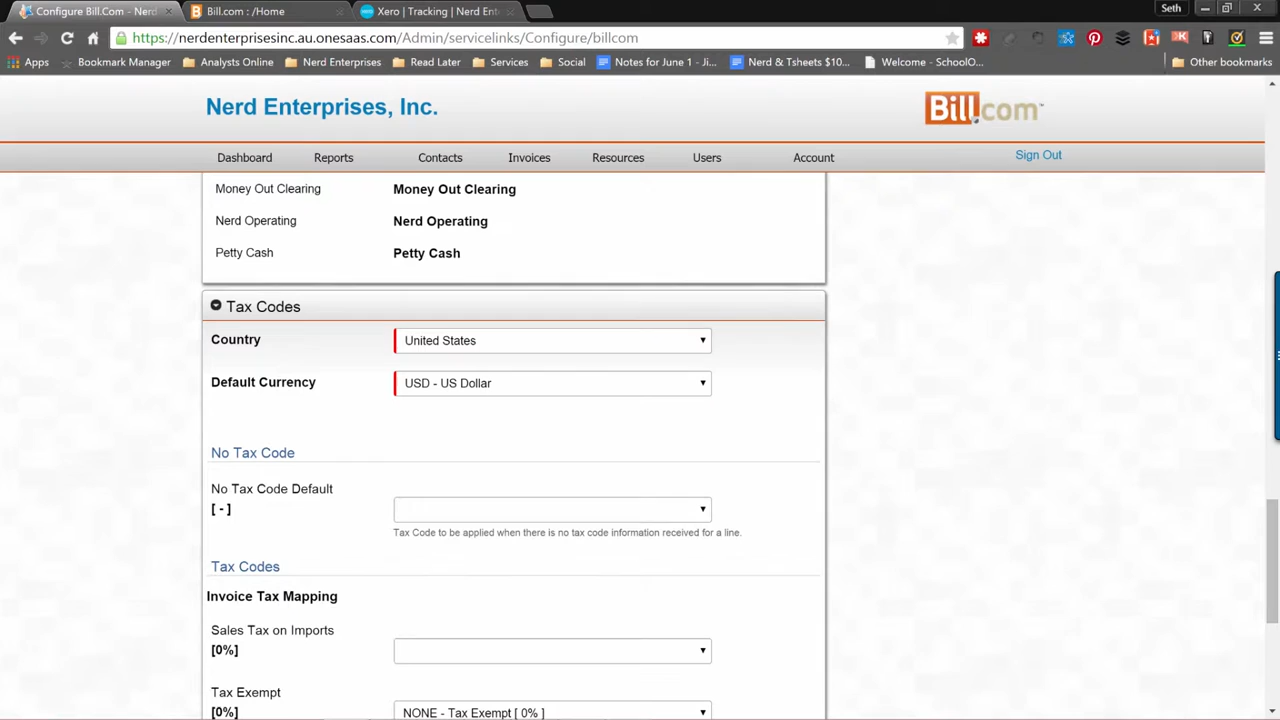 Configure Bill.Com - Nerd
Bill.com : /Home
Xero | Tracking | Nerd Ente
Seth
https://nerdenterprisesinc.au.onesaas.com/Admin/servicelinks/Configure/billcom
Apps Bookmark Manager Analysts Online Nerd Enterprises Read Later Services Social Notes for June 1 - Ji... Nerd & Tsheets $10... Welcome - SchoolO... Other bookmarks
Nerd Enterprises, Inc.
Bill.com
Dashboard Reports Contacts Invoices Resources Users Account Sign Out
Money Out Clearing Money Out Clearing
Nerd Operating Nerd Operating
Petty Cash Petty Cash
Tax Codes
Country United States
Default Currency USD - US Dollar
No Tax Code
No Tax Code Default
[ - ]
Tax Code to be applied when there is no tax code information received for a line.
Tax Codes
Invoice Tax Mapping
Sales Tax on Imports
[0%]
Tax Exempt
[0%] NONE - Tax Exempt [ 0% ]